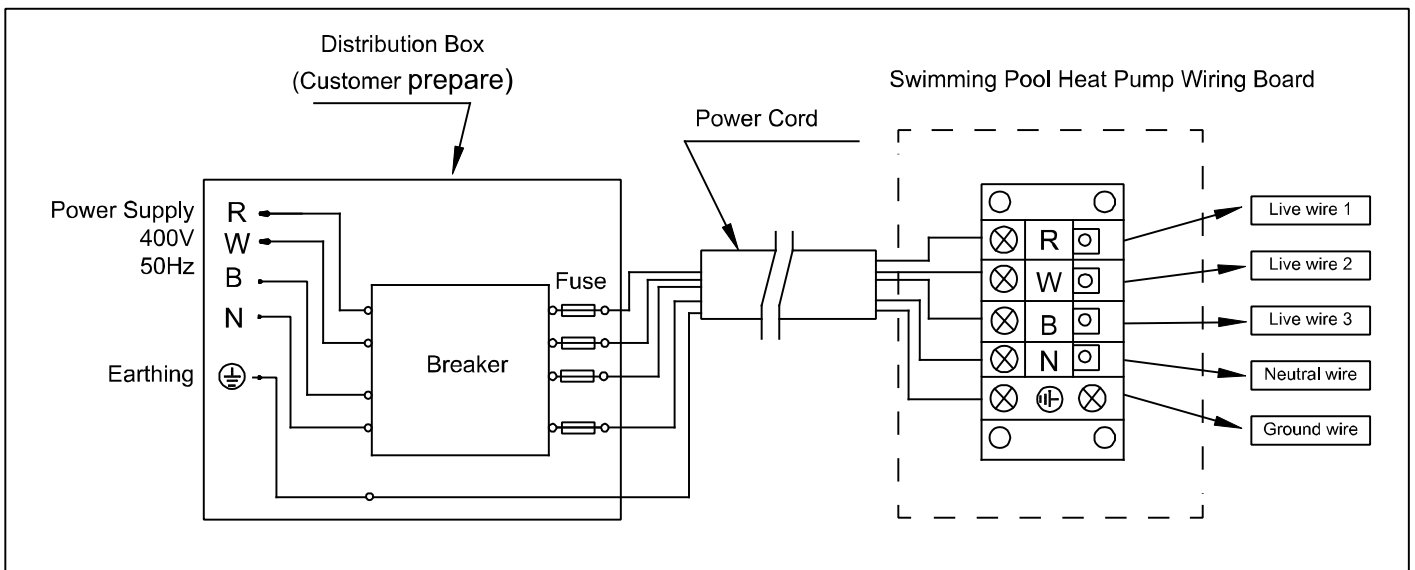 Distribution Box
(Customer prepare)
Swimming Pool Heat Pump Wiring Board
Power Cord
Power Supply
400V
50Hz
R
W
B
N
Earthing
Fuse
Breaker
R
W
B
N
Live wire 1
Live wire 2
Live wire 3
Neutral wire
Ground wire